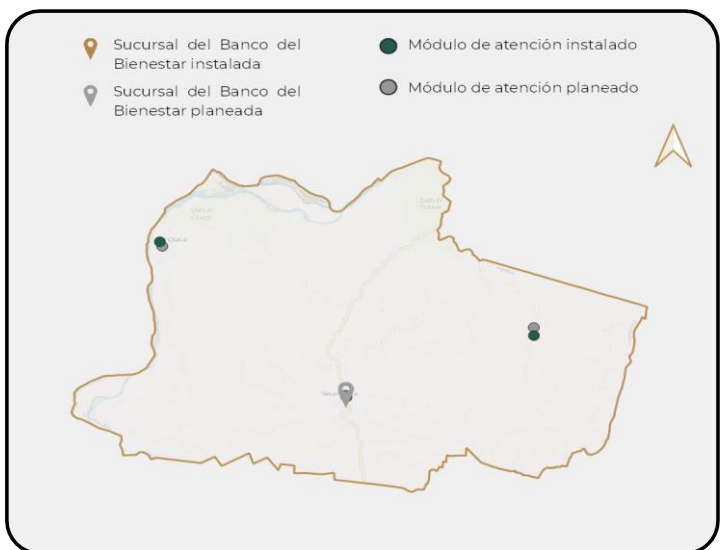 Sucursal del Banco del
Bienestar instalada
Sucursal del Banco del
Bienestar planeada
Módulo de atención instalado
Módulo de atención planeado